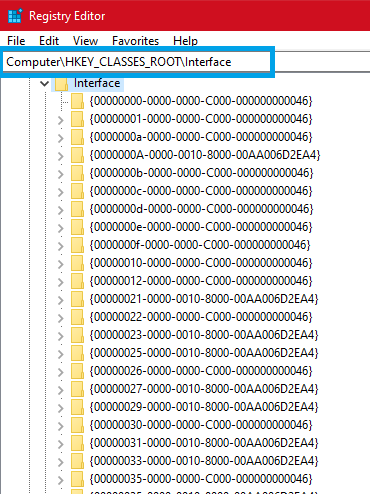 Registry Editor
File Edit View Favorites Help
Computer\HKEY_CLASSES_ROOT\Interface
Interface
{00000000-0000-0000-C000-000000000046}
{00000001-0000-0000-C000-000000000046}
{0000000a-0000-0000-C000-000000000046}
{0000000A-0000-0010-8000-00AA006D2EA4}
{0000000b-0000-0000-C000-000000000046}
{0000000c-0000-0000-C000-000000000046}
{0000000d-0000-0000-C000-000000000046}
{0000000e-0000-0000-C000-000000000046}
{0000000f-0000-0000-C000-000000000046}
{00000010-0000-0000-C000-000000000046}
{00000012-0000-0000-C000-000000000046}
{00000021-0000-0010-8000-00AA006D2EA4}
{00000022-0000-0000-C000-000000000046}
{00000023-0000-0010-8000-00AA006D2EA4}
{00000025-0000-0010-8000-00AA006D2EA4}
{00000026-0000-0000-C000-000000000046}
{00000027-0000-0010-8000-00AA006D2EA4}
{00000029-0000-0010-8000-00AA006D2EA4}
{00000030-0000-0000-C000-000000000046}
{00000031-0000-0010-8000-00AA006D2EA4}
{00000033-0000-0010-8000-00AA006D2EA4}
{00000035-0000-0000-C000-000000000046}